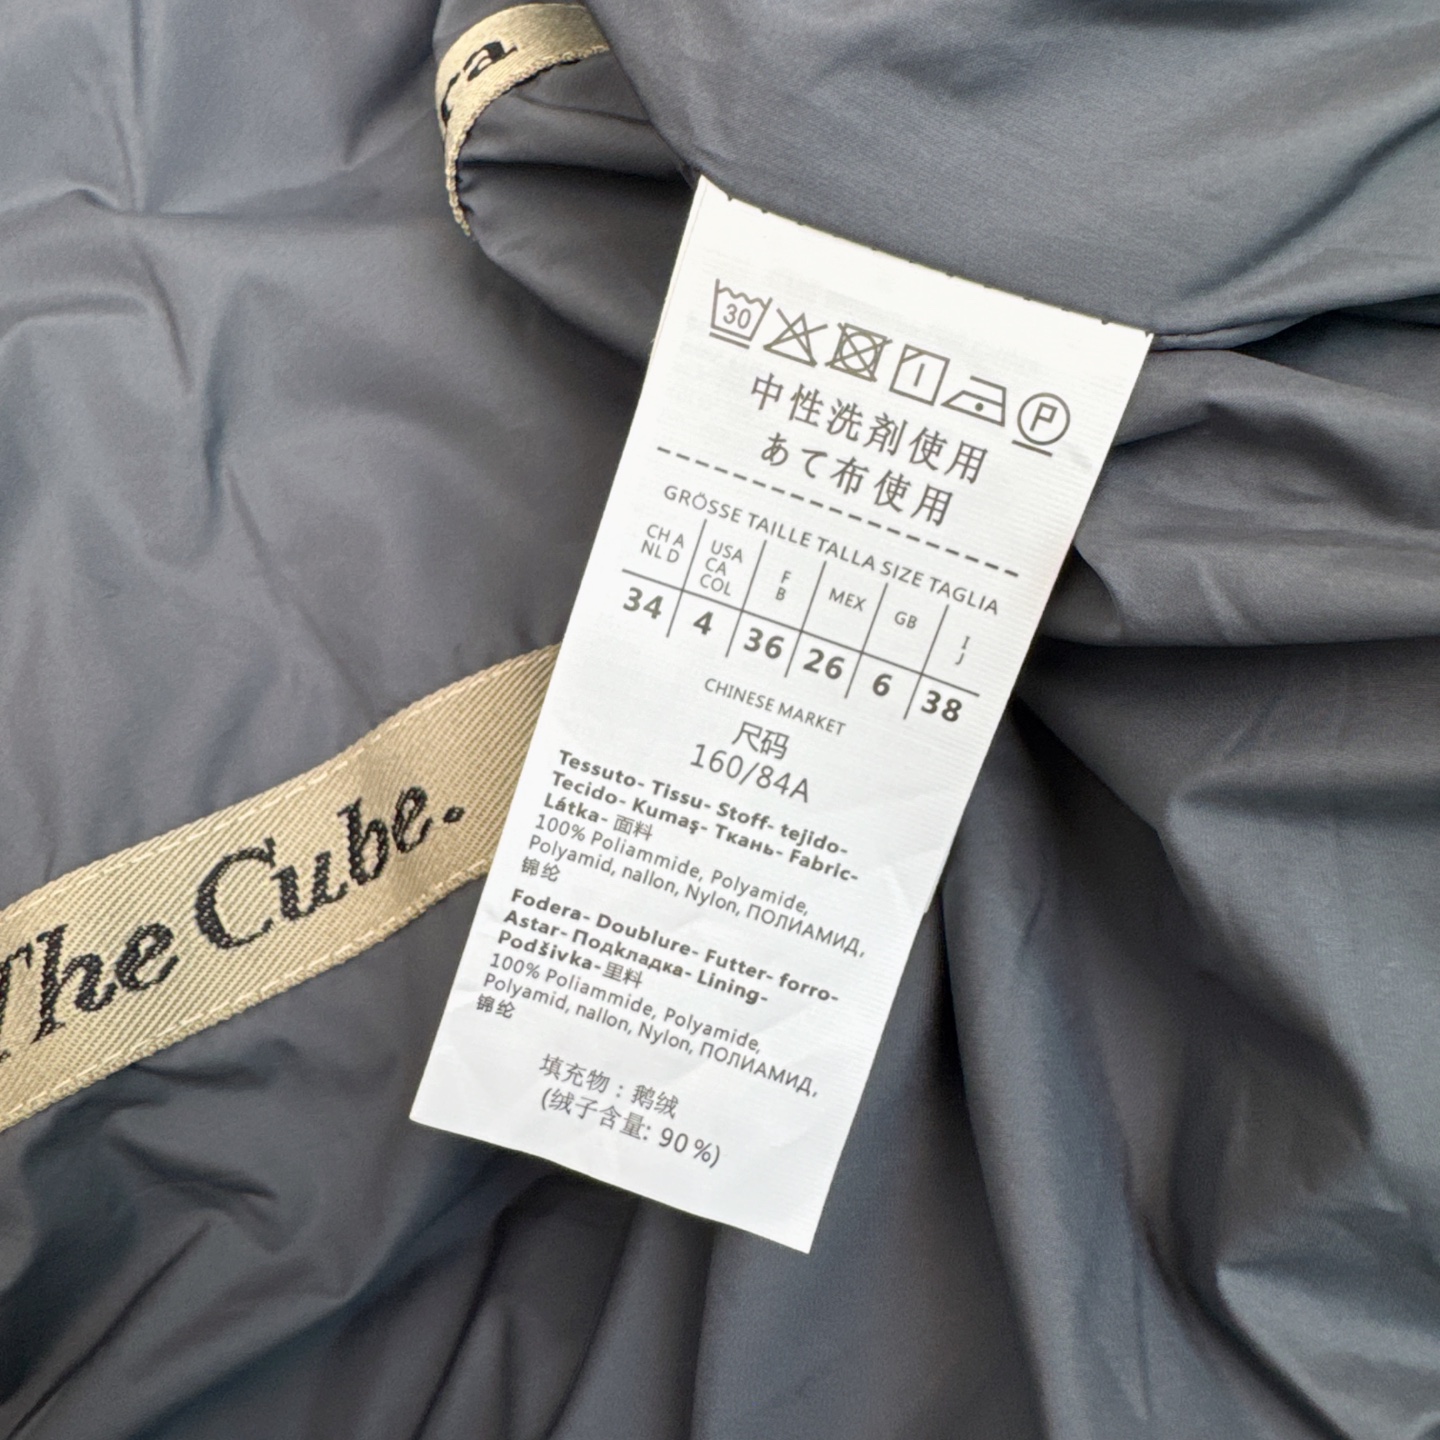 ra
30
P
中性洗剤使用
あて布使用
GRÖSSE TAILLE TALLA SIZE TAGLIA
CH A
NL D
USA
CA
COL
F
B
MEX
GB
I
J
34 4 36 26 6 38
CHINESE MARKET
尺码
160/84A
Tessuto- Tissu- Stoff- tejido-
Tecido- Kumaş- Ткань- Fabric-
Látka- 面料
100% Poliammide, Polyamide,
Polyamid, nallon, Nylon, ПОЛИАМИД,
锦纶
Fodera- Doublure- Futter- forro-
Astar- Подкладка- Lining-
Podšívka- 里料
100% Poliammide, Polyamide,
Polyamid, nallon, Nylon, ПОЛИАМИД,
锦纶
填充物：鹅绒
(绒子含量: 90%)
The Cube.